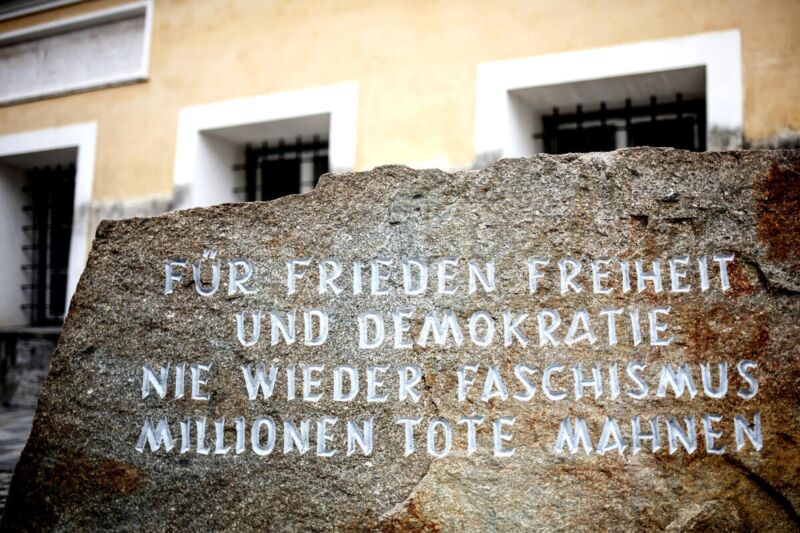 FÜR FRIEDEN FREIHEIT
UND DEMOKRATIE
NIE WIEDER FASCHISMUS
MILLIONEN TOTE MAHNEN